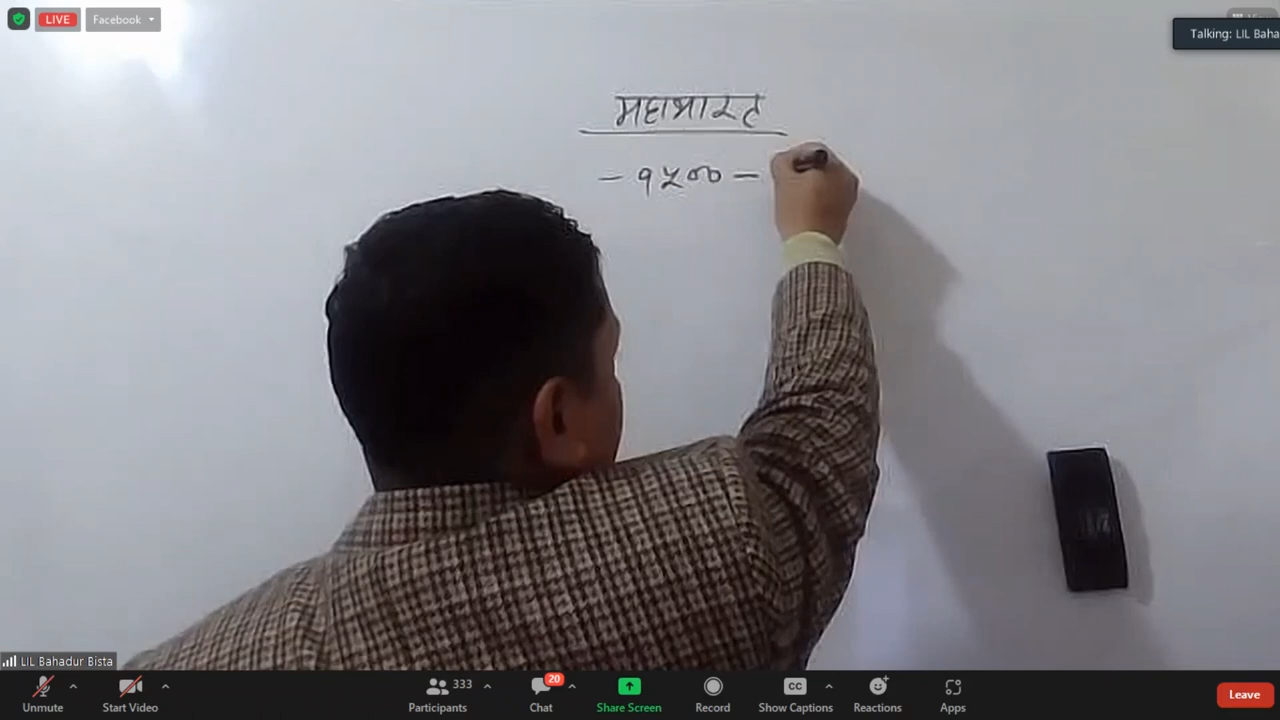 LIVE
Facebook
View
Talking: LIL Baha
महाभारत
- १५०० -
LIL Bahadur Bista
Unmute
Start Video
333
Participants
20
Chat
Share Screen
Record
CC
Show Captions
Reactions
Apps
Leave